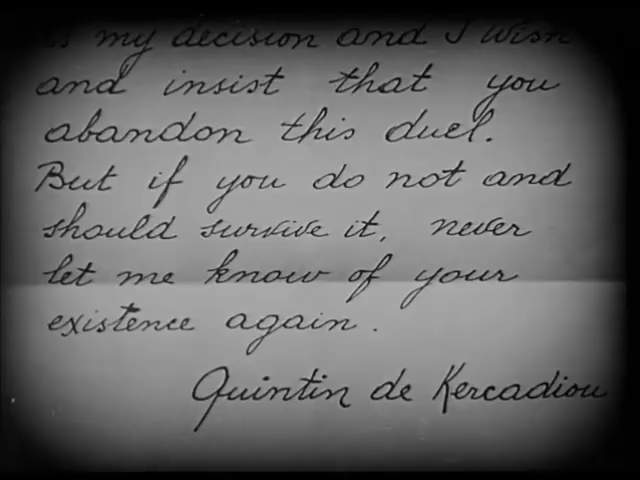 is my decision and I wish
and insist that you
abandon this duel.
But if you do not and
should survive it, never
let me know of your
existence again.
Quintin de Kercadiou